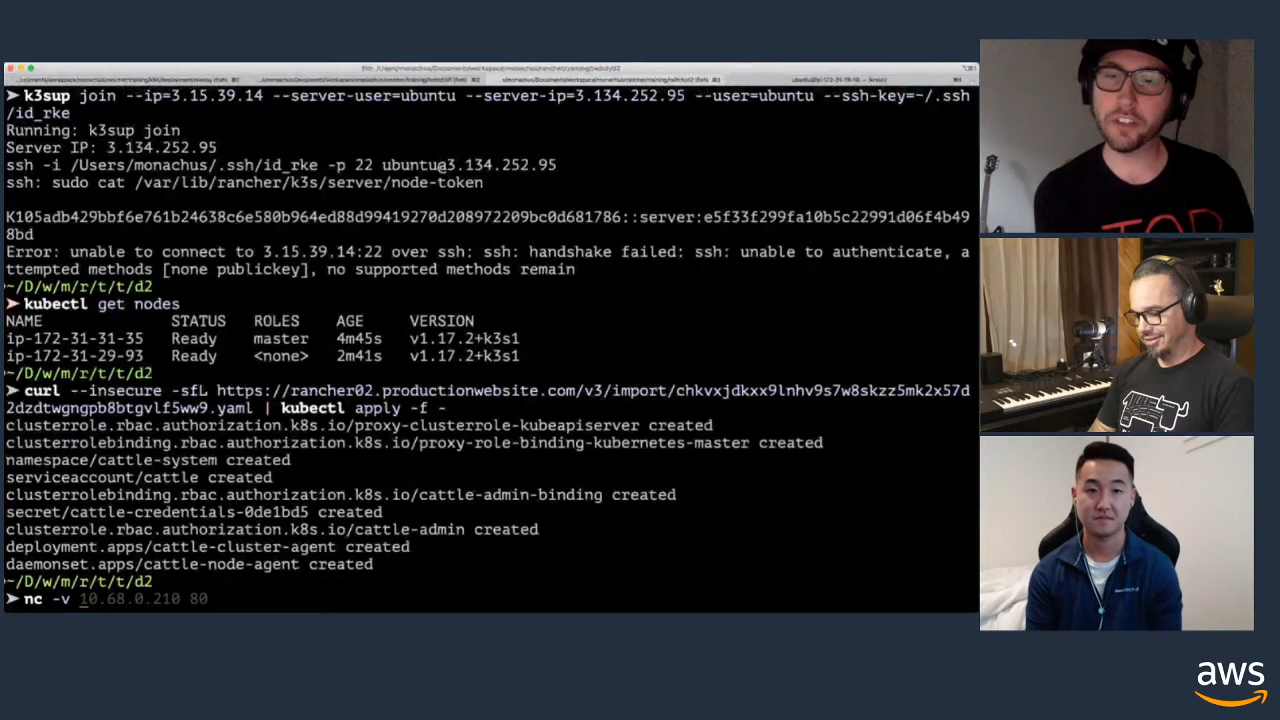 ➤ k3sup join --ip=3.15.39.14 --server-user=ubuntu --server-ip=3.134.252.95 --user=ubuntu --ssh-key=~/.ssh
/id_rke
Running: k3sup join
Server IP: 3.134.252.95
ssh -i /Users/monachus/.ssh/id_rke -p 22 ubuntu@3.134.252.95
ssh: sudo cat /var/lib/rancher/k3s/server/node-token
K105adb429bbf6e761b24638c6e580b964ed88d99419270d208972209bc0d681786::server:e5f33f299fa10b5c22991d06f4b49
8bd
Error: unable to connect to 3.15.39.14:22 over ssh: ssh: handshake failed: ssh: unable to authenticate, a
ttempted methods [none publickey], no supported methods remain
~/D/w/m/r/t/t/d2
➤ kubectl get nodes
NAME STATUS ROLES AGE VERSION
ip-172-31-31-35 Ready master 4m45s v1.17.2+k3s1
ip-172-31-29-93 Ready <none> 2m41s v1.17.2+k3s1
~/D/w/m/r/t/t/d2
➤ curl --insecure -sfL https://rancher02.productionwebsite.com/v3/import/chkvxjdkxx9lnhv9s7w8skzz5mk2x57d
2dzdtwgngpb8btgvlf5ww9.yaml | kubectl apply -f -
clusterrole.rbac.authorization.k8s.io/proxy-clusterrole-kubeapiserver created
clusterrolebinding.rbac.authorization.k8s.io/proxy-role-binding-kubernetes-master created
namespace/cattle-system created
serviceaccount/cattle created
clusterrolebinding.rbac.authorization.k8s.io/cattle-admin-binding created
secret/cattle-credentials-0de1bd5 created
clusterrole.rbac.authorization.k8s.io/cattle-admin created
deployment.apps/cattle-cluster-agent created
daemonset.apps/cattle-node-agent created
~/D/w/m/r/t/t/d2
➤ nc -v 10.68.0.210 80
aws